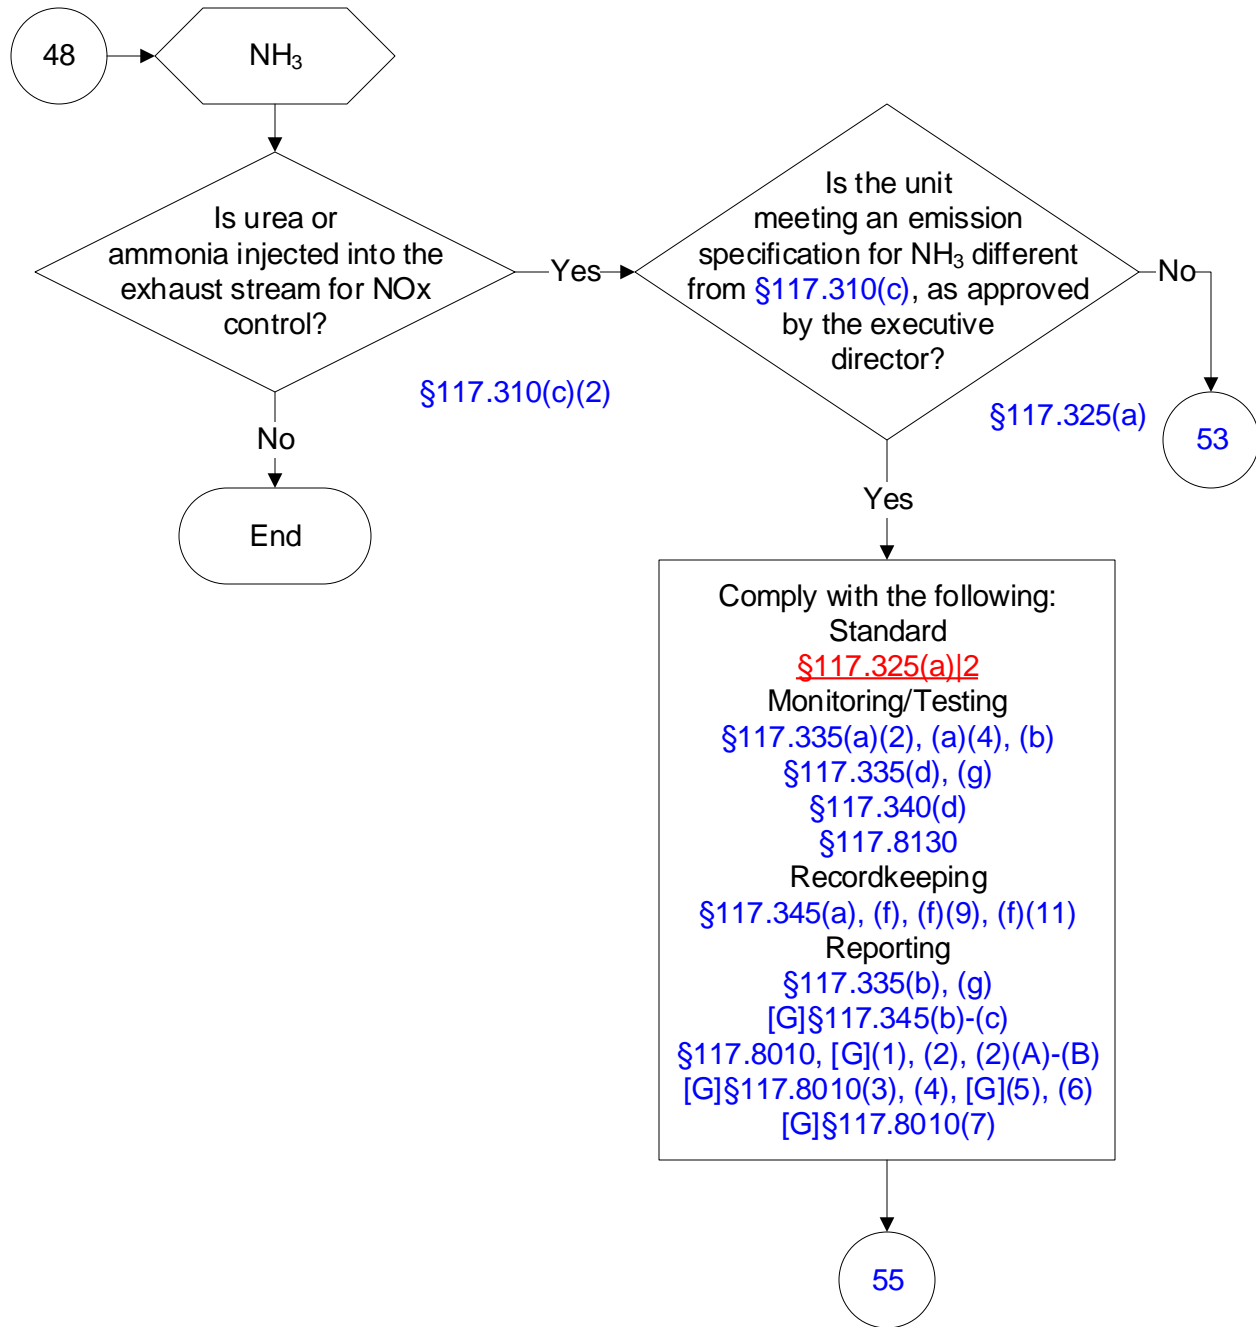 48
NH₃
Is urea or
ammonia injected into the
exhaust stream for NOx
control?
Yes
§117.310(c)(2)
No
End
Is the unit
meeting an emission
specification for NH₃ different
from §117.310(c), as approved
by the executive
director?
No
§117.325(a)
53
Yes
Comply with the following:
Standard
§117.325(a)|2
Monitoring/Testing
§117.335(a)(2), (a)(4), (b)
§117.335(d), (g)
§117.340(d)
§117.8130
Recordkeeping
§117.345(a), (f), (f)(9), (f)(11)
Reporting
§117.335(b), (g)
[G]§117.345(b)-(c)
§117.8010, [G](1), (2), (2)(A)-(B)
[G]§117.8010(3), (4), [G](5), (6)
[G]§117.8010(7)
55